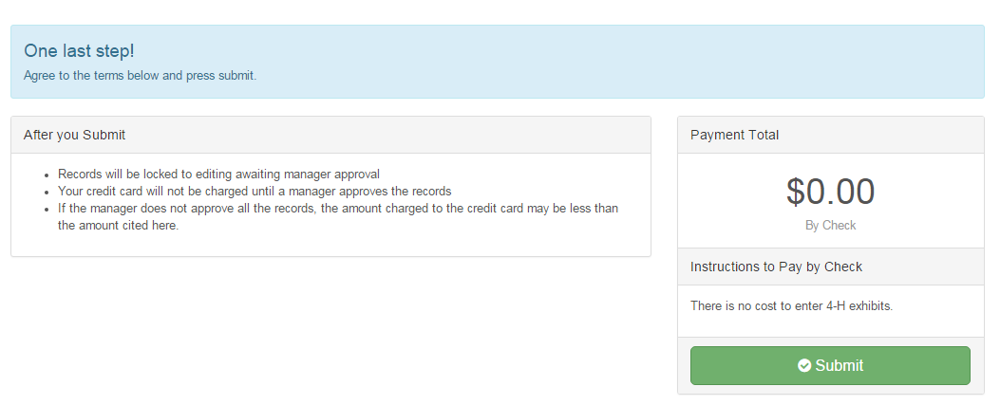 One last step!
Agree to the terms below and press submit.
After you Submit
Records will be locked to editing awaiting manager approval
Your credit card will not be charged until a manager approves the records
If the manager does not approve all the records, the amount charged to the credit card may be less than
the amount cited here.
Payment Total
$0.00
By Check
Instructions to Pay by Check
There is no cost to enter 4-H exhibits.
Submit